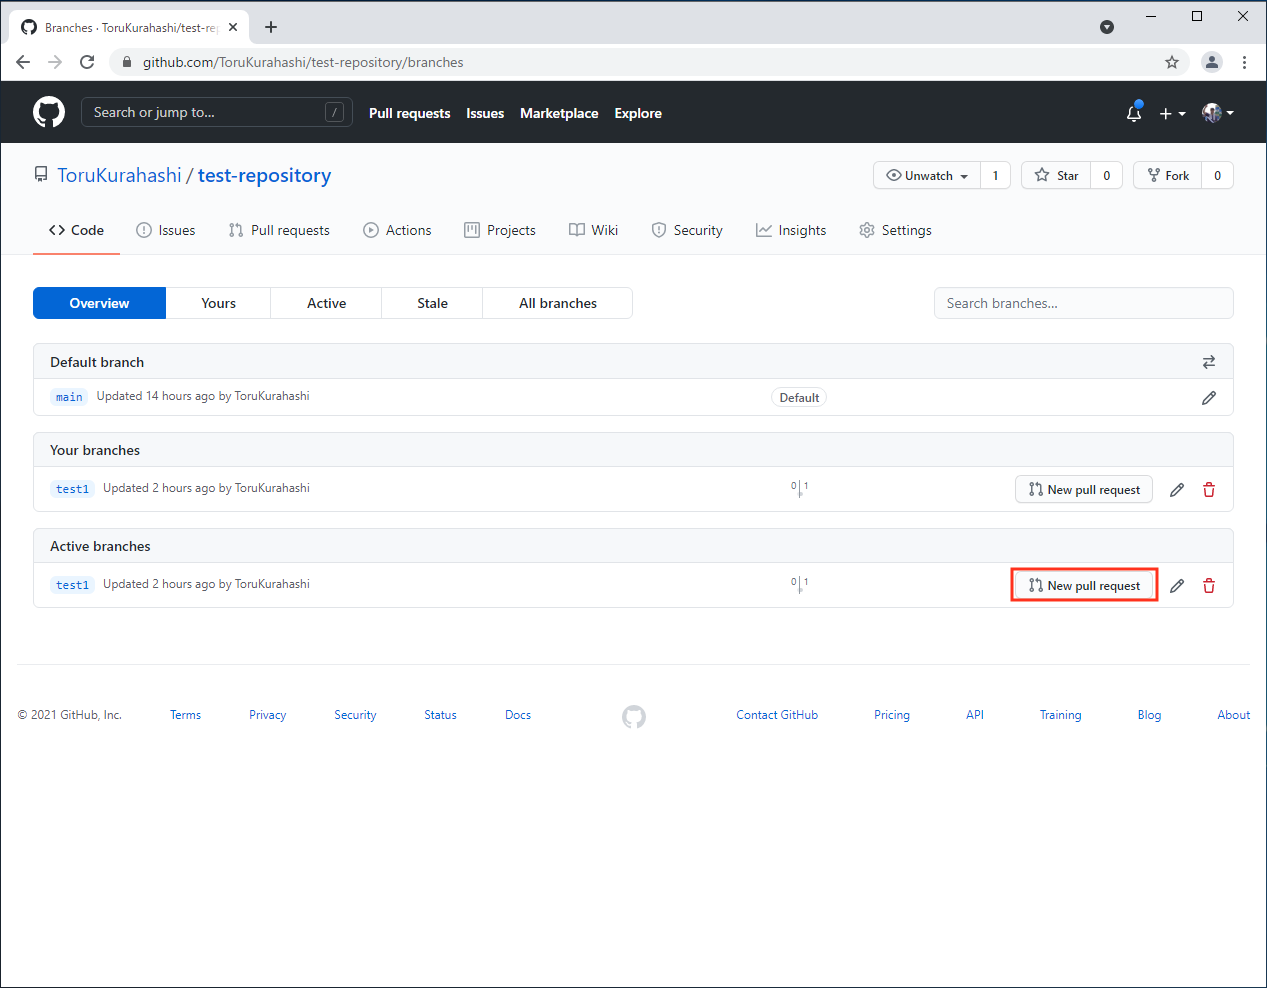 Branches · ToruKurahashi/test-rep
github.com/ToruKurahashi/test-repository/branches
Search or jump to... / Pull requests Issues Marketplace Explore
ToruKurahashi / test-repository Unwatch 1 Star 0 Fork 0
Code Issues Pull requests Actions Projects Wiki Security Insights Settings
Overview Yours Active Stale All branches Search branches...
Default branch
main Updated 14 hours ago by ToruKurahashi Default
Your branches
test1 Updated 2 hours ago by ToruKurahashi 0 1 New pull request
Active branches
test1 Updated 2 hours ago by ToruKurahashi 0 1 New pull request
© 2021 GitHub, Inc. Terms Privacy Security Status Docs Contact GitHub Pricing API Training Blog About